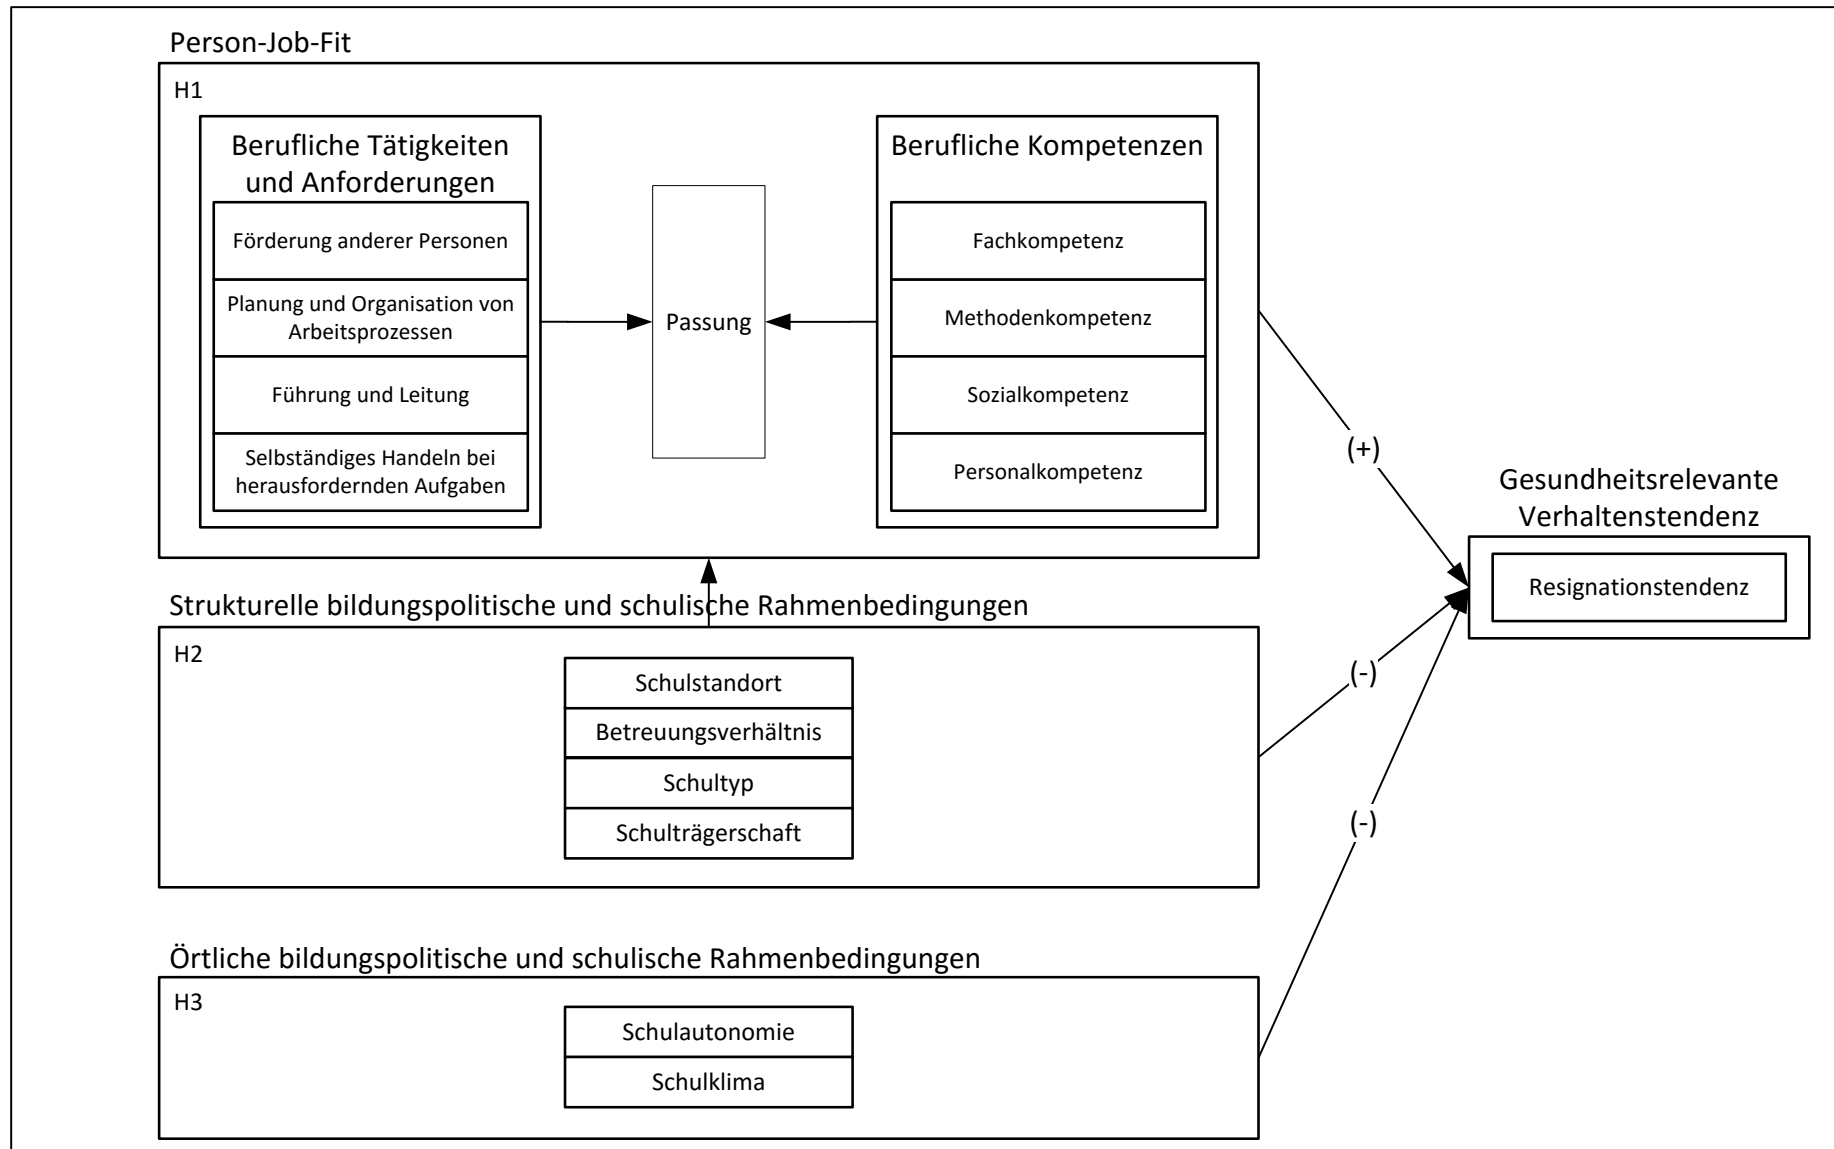 Person-Job-Fit
H1
Berufliche Tätigkeiten
und Anforderungen
Förderung anderer Personen
Planung und Organisation von
Arbeitsprozessen
Führung und Leitung
Selbständiges Handeln bei
herausfordernden Aufgaben
Passung
Berufliche Kompetenzen
Fachkompetenz
Methodenkompetenz
Sozialkompetenz
Personalkompetenz
(+)
Gesundheitsrelevante
Verhaltenstendenz
Resignationstendenz
Strukturelle bildungspolitische und schulische Rahmenbedingungen
H2
Schulstandort
Betreuungsverhältnis
Schultyp
Schulträgerschaft
(-)
(-)
Örtliche bildungspolitische und schulische Rahmenbedingungen
H3
Schulautonomie
Schulklima